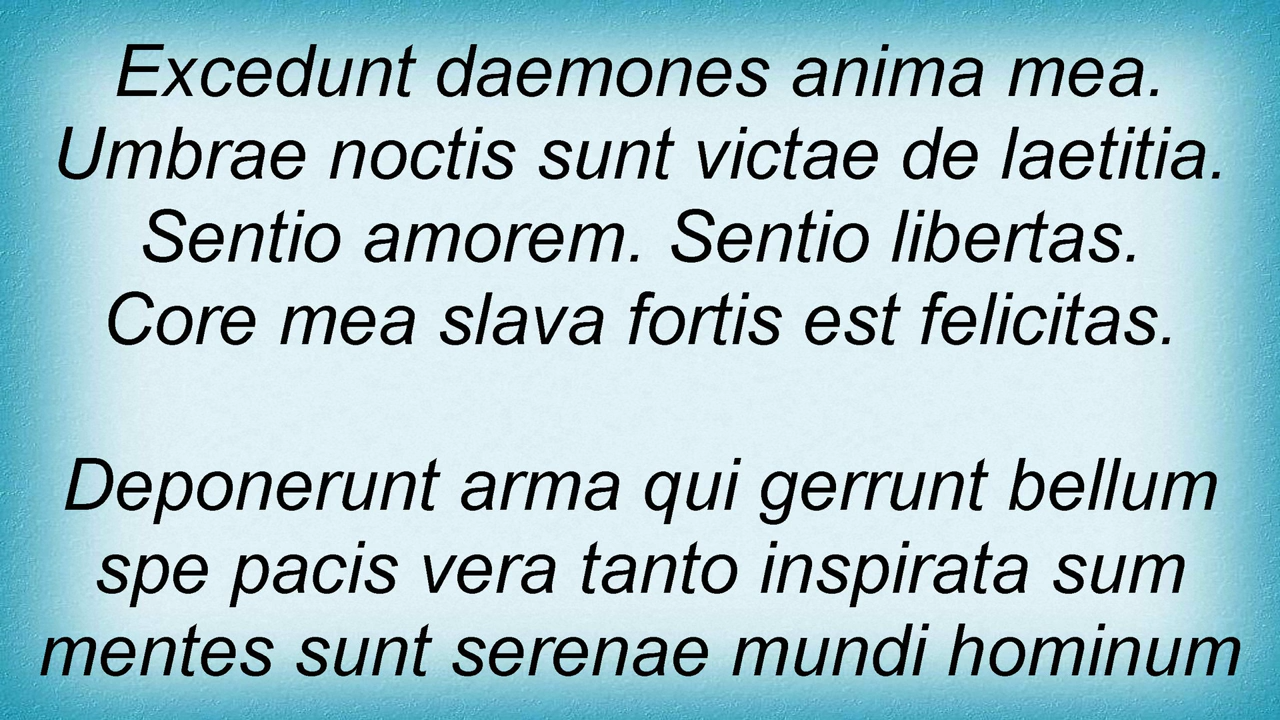 Excedunt daemones anima mea.
Umbrae noctis sunt victae de laetitia.
Sentio amorem. Sentio libertas.
Core mea slava fortis est felicitas.
Deponerunt arma qui gerrunt bellum
spe pacis vera tanto inspirata sum
mentes sunt serenae mundi hominum